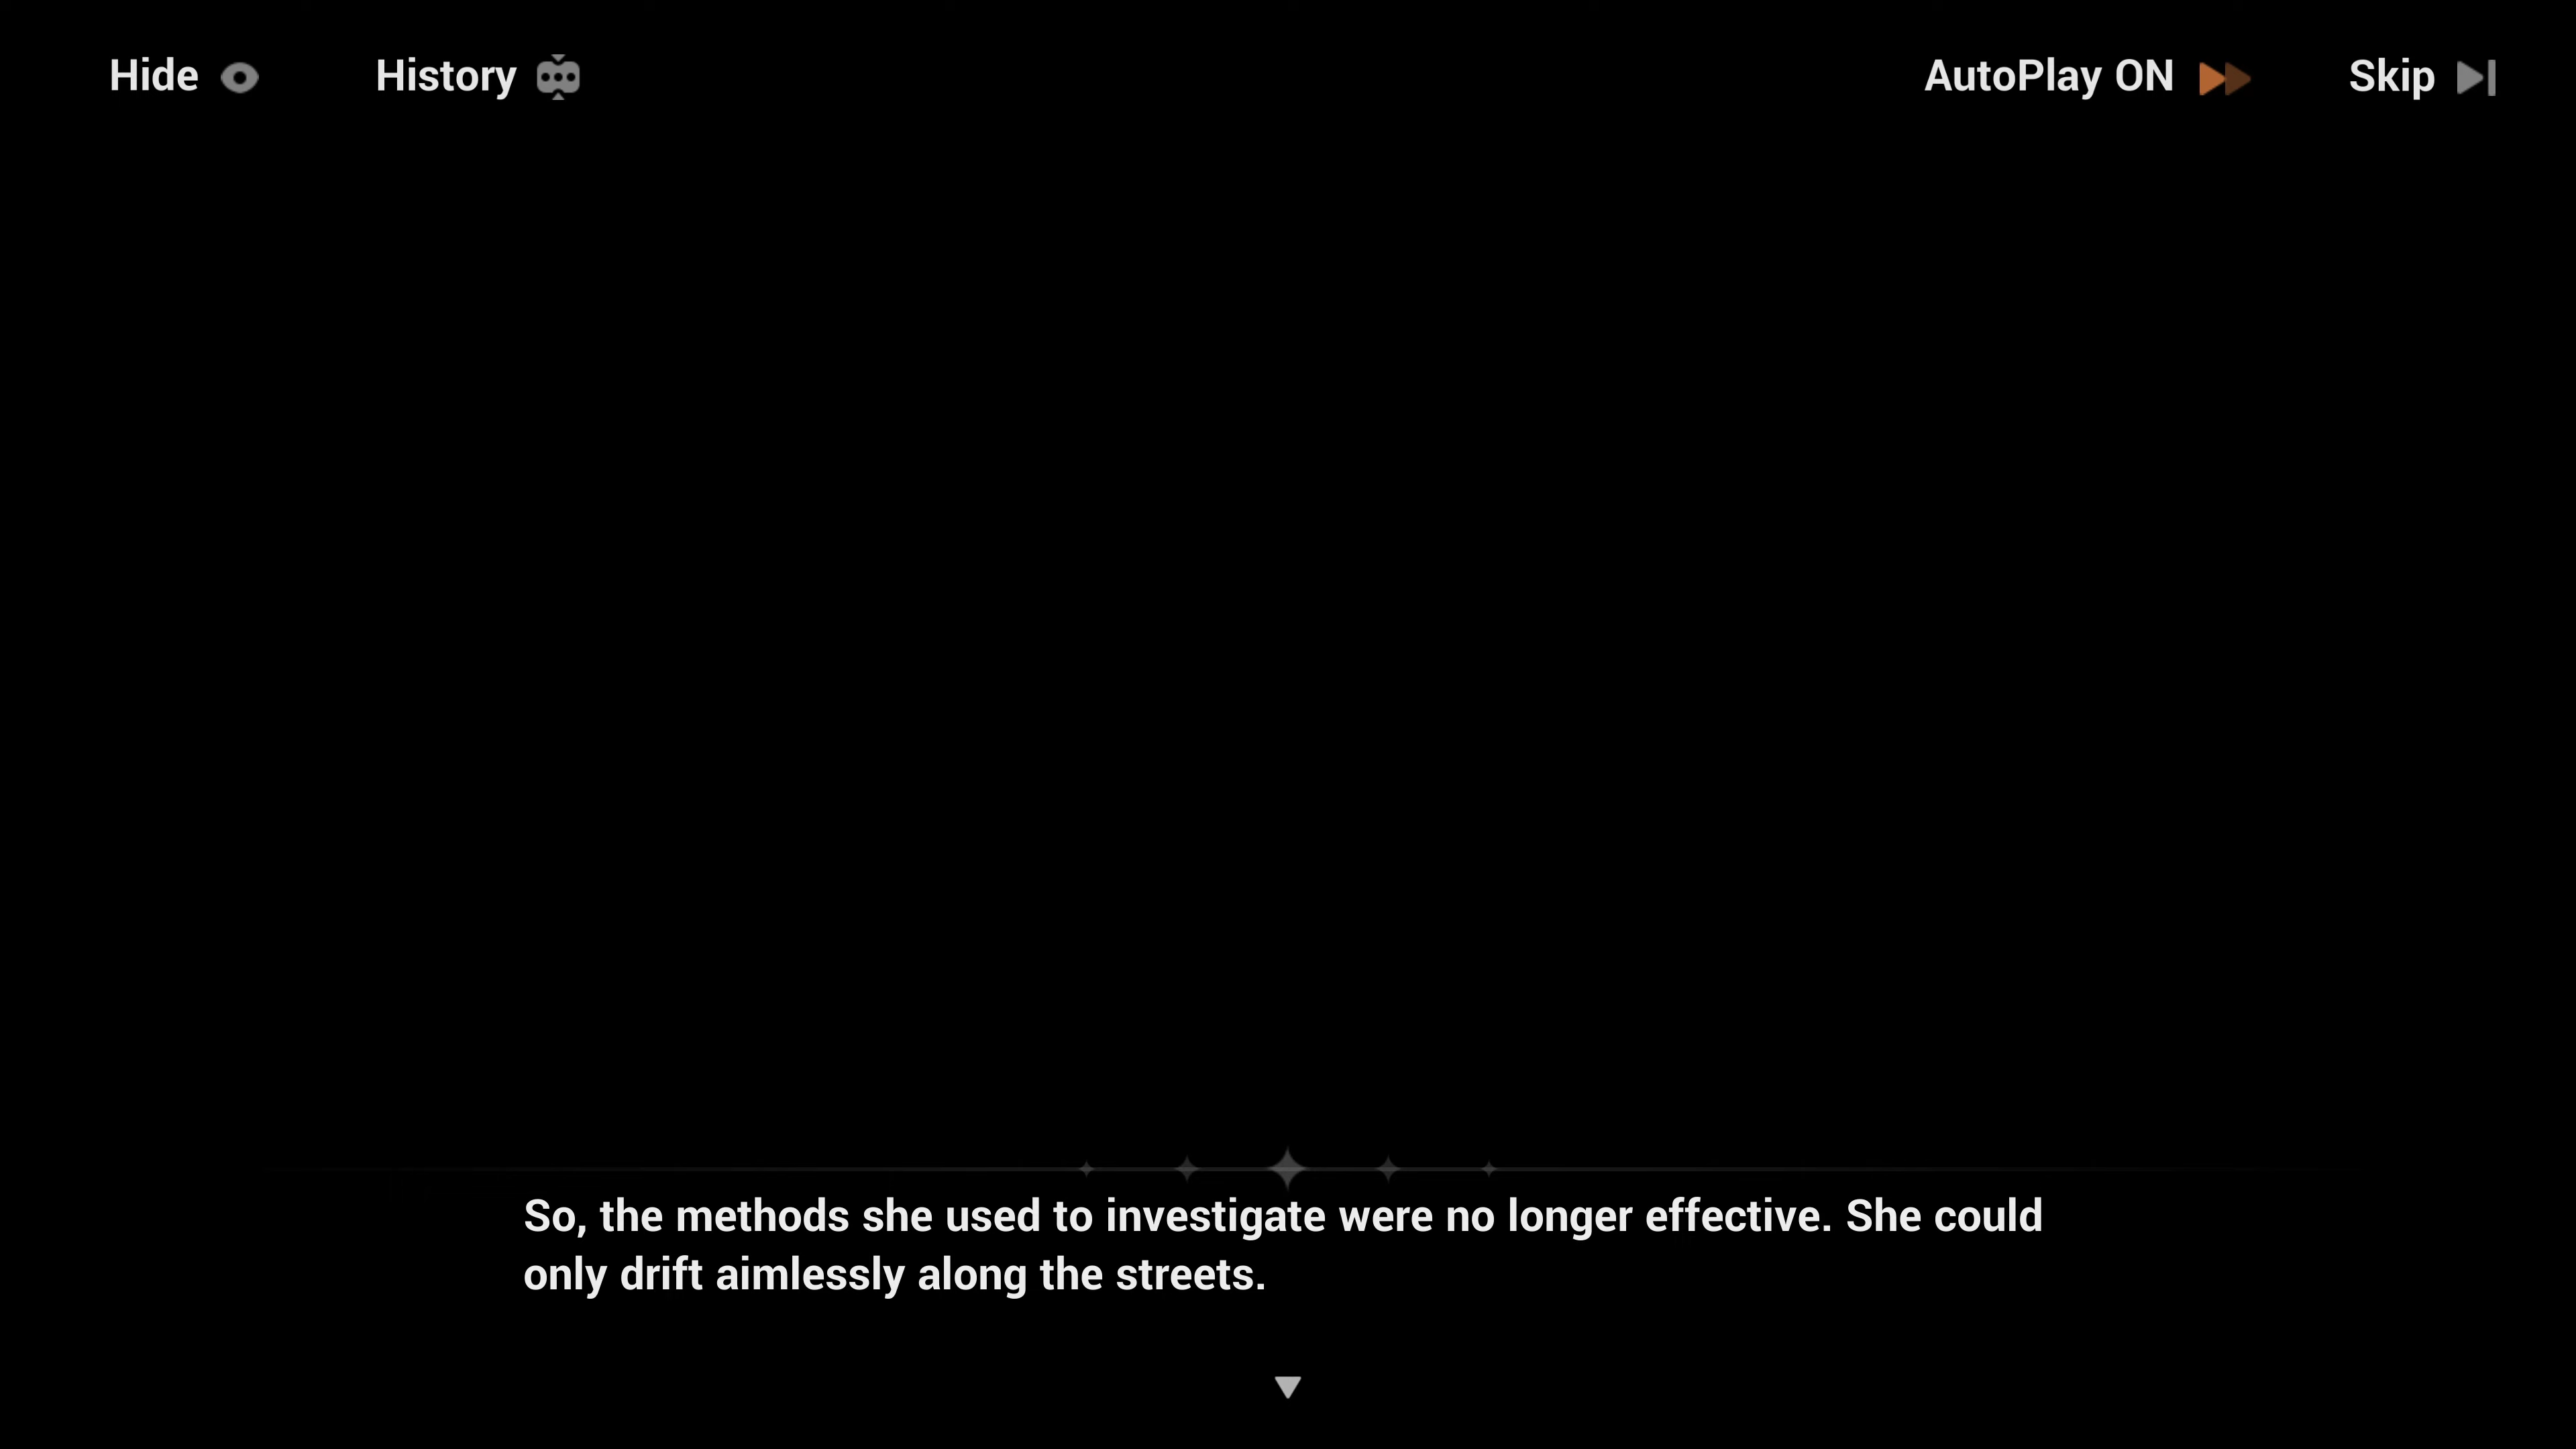 Hide
History
AutoPlay ON
Skip
So, the methods she used to investigate were no longer effective. She could
only drift aimlessly along the streets.